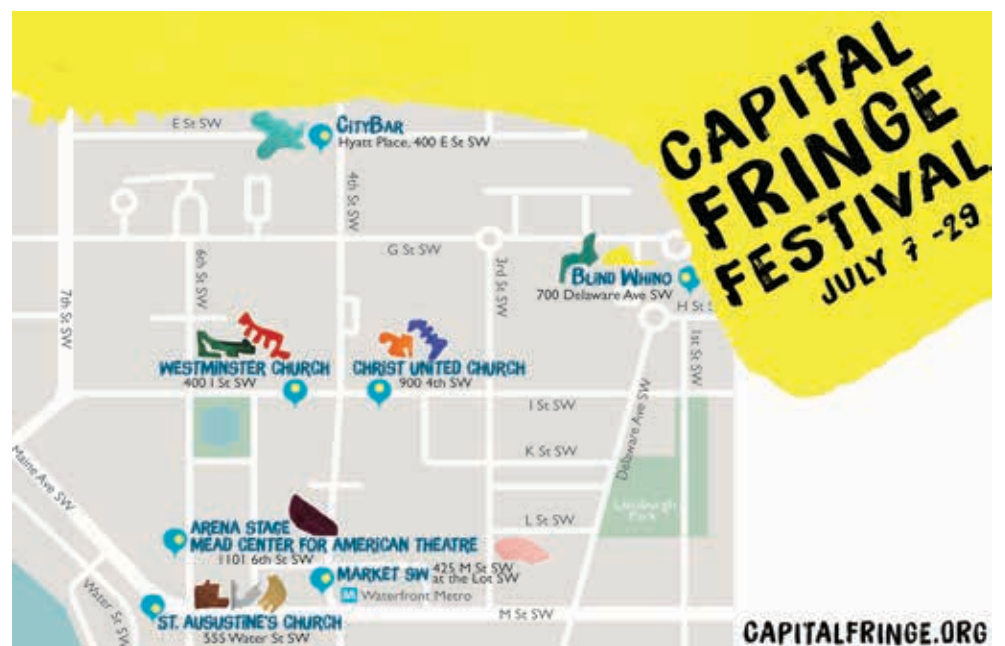 CAPITAL
FRINGE
FESTIVAL
JULY 7 -29
E St SW
CITYBAR
Hyatt Place, 400 E St SW
4th St SW
G St SW
6th St SW
3rd St SW
7th St SW
BLIND WHINO
700 Delaware Ave SW
H St S
1st St SW
WESTMINSTER CHURCH
400 I St SW
CHRIST UNITED CHURCH
900 4th SW
I St SW
Delaware Ave SW
K St SW
Maine Ave SW
Lansburgh
Park
L St SW
ARENA STAGE
MEAD CENTER FOR AMERICAN THEATRE
1101 6th St SW
MARKET SW
425 M St SW
at the Lot SW
M Waterfront Metro
Water St SW
M St SW
ST. AUGUSTINE'S CHURCH
555 Water St SW
CAPITALFRINGE.ORG